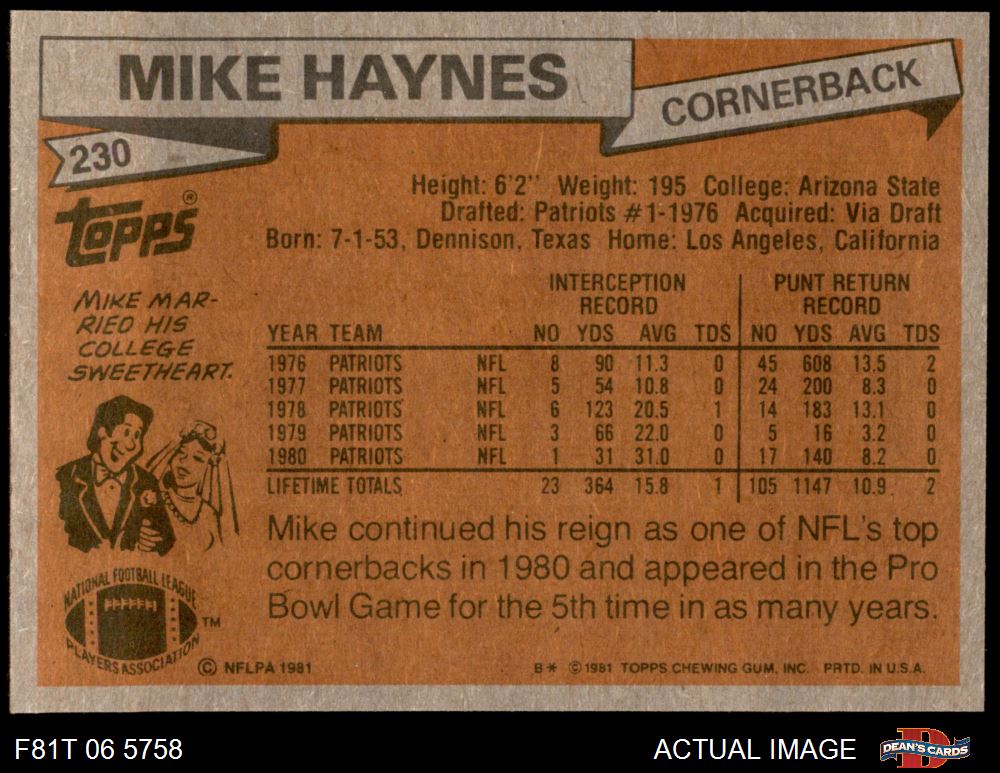 MIKE HAYNES
CORNERBACK
230
TOPPS®
Height: 6'2" Weight: 195 College: Arizona State
Drafted: Patriots #1-1976 Acquired: Via Draft
Born: 7-1-53, Dennison, Texas Home: Los Angeles, California
MIKE MAR-
RIED HIS
COLLEGE
SWEETHEART.
INTERCEPTION RECORD PUNT RETURN RECORD
YEAR TEAM NO YDS AVG TDS NO YDS AVG TDS
1976 PATRIOTS NFL 8 90 11.3 0 45 608 13.5 2
1977 PATRIOTS NFL 5 54 10.8 0 24 200 8.3 0
1978 PATRIOTS NFL 6 123 20.5 1 14 183 13.1 0
1979 PATRIOTS NFL 3 66 22.0 0 5 16 3.2 0
1980 PATRIOTS NFL 1 31 31.0 0 17 140 8.2 0
LIFETIME TOTALS 23 364 15.8 1 105 1147 10.9 2
Mike continued his reign as one of NFL's top
cornerbacks in 1980 and appeared in the Pro
Bowl Game for the 5th time in as many years.
NATIONAL FOOTBALL LEAGUE
PLAYERS ASSOCIATION
TM
© NFLPA 1981
B* © 1981 TOPPS CHEWING GUM, INC. PRTD. IN U.S.A.
F81T 06 5758
ACTUAL IMAGE
DEAN'S CARDS